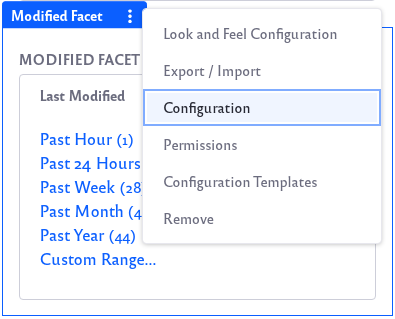 Modified Facet
Look and Feel Configuration
Export / Import
Configuration
Permissions
Configuration Templates
Remove
MODIFIED FACET
Last Modified
Past Hour (1)
Past 24 Hours
Past Week (28)
Past Month (4
Past Year (44)
Custom Range...